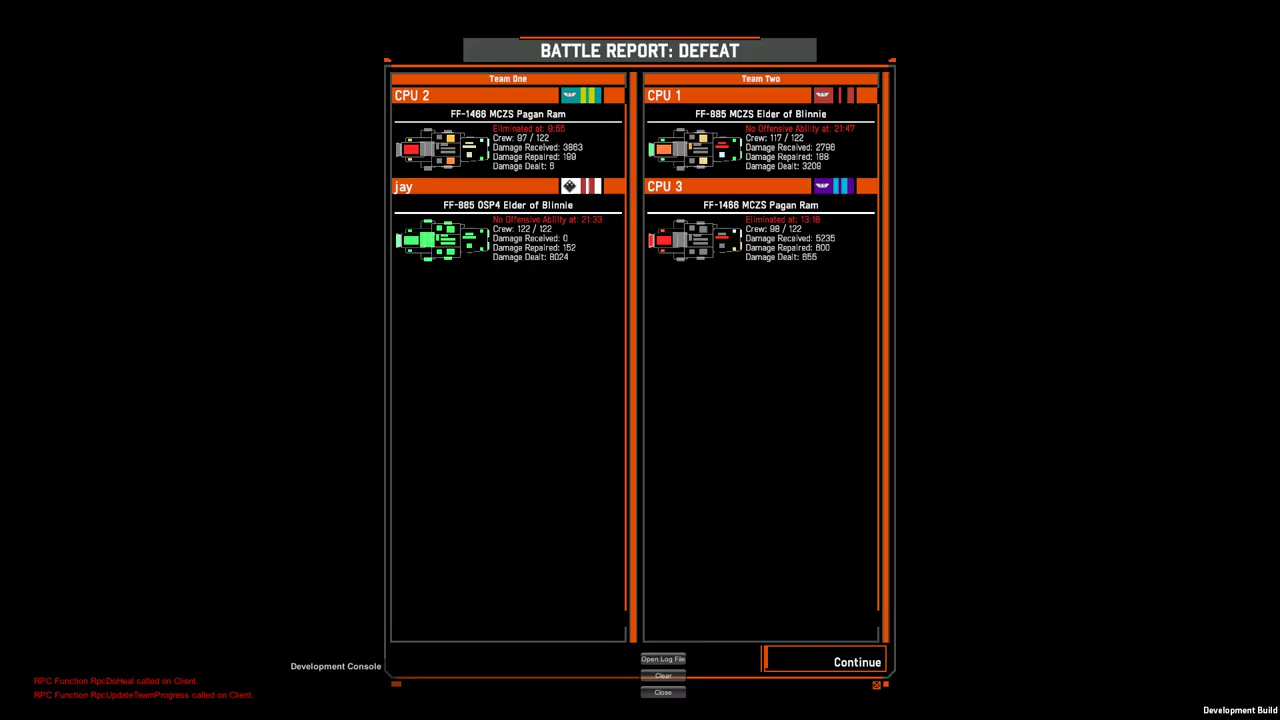 BATTLE REPORT: DEFEAT
Team One
CPU 2
FF-1466 MCZS Pagan Ram
Eliminated at: 9:55
Crew: 97 / 122
Damage Received: 3863
Damage Repaired: 199
Damage Dealt: 6
jay
FF-885 OSP4 Elder of Blinnie
No Offensive Ability at: 21:33
Crew: 122 / 122
Damage Received: 0
Damage Repaired: 152
Damage Dealt: 8024
Team Two
CPU 1
FF-885 MCZS Elder of Blinnie
No Offensive Ability at: 21:47
Crew: 117 / 122
Damage Received: 2796
Damage Repaired: 188
Damage Dealt: 3209
CPU 3
FF-1466 MCZS Pagan Ram
Eliminated at: 13:18
Crew: 98 / 122
Damage Received: 5235
Damage Repaired: 600
Damage Dealt: 655
Continue
Development Console
Open Log File
Clear
Close
RPC Function RpcDoHeal called on Client.
RPC Function RpcUpdateTeamProgress called on Client.
Development Build